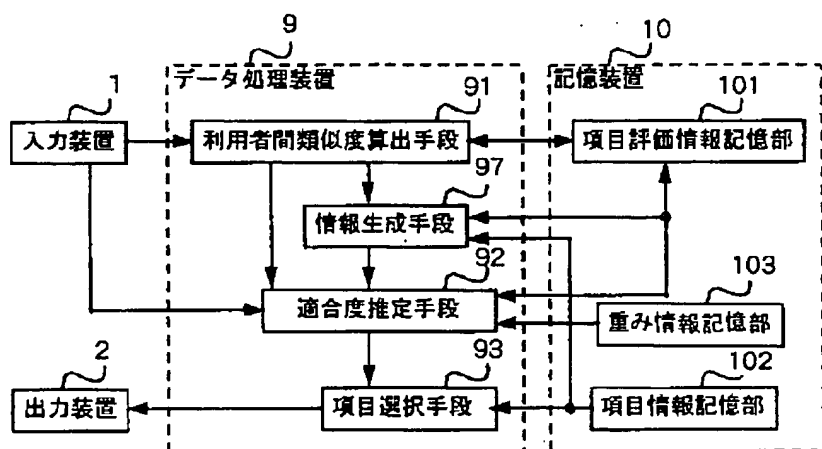 9
10
データ処理装置
記憶装置
1
91
101
入力装置
利用者間類似度算出手段
項目評価情報記憶部
97
情報生成手段
92
103
適合度推定手段
重み情報記憶部
2
93
102
出力装置
項目選択手段
項目情報記憶部